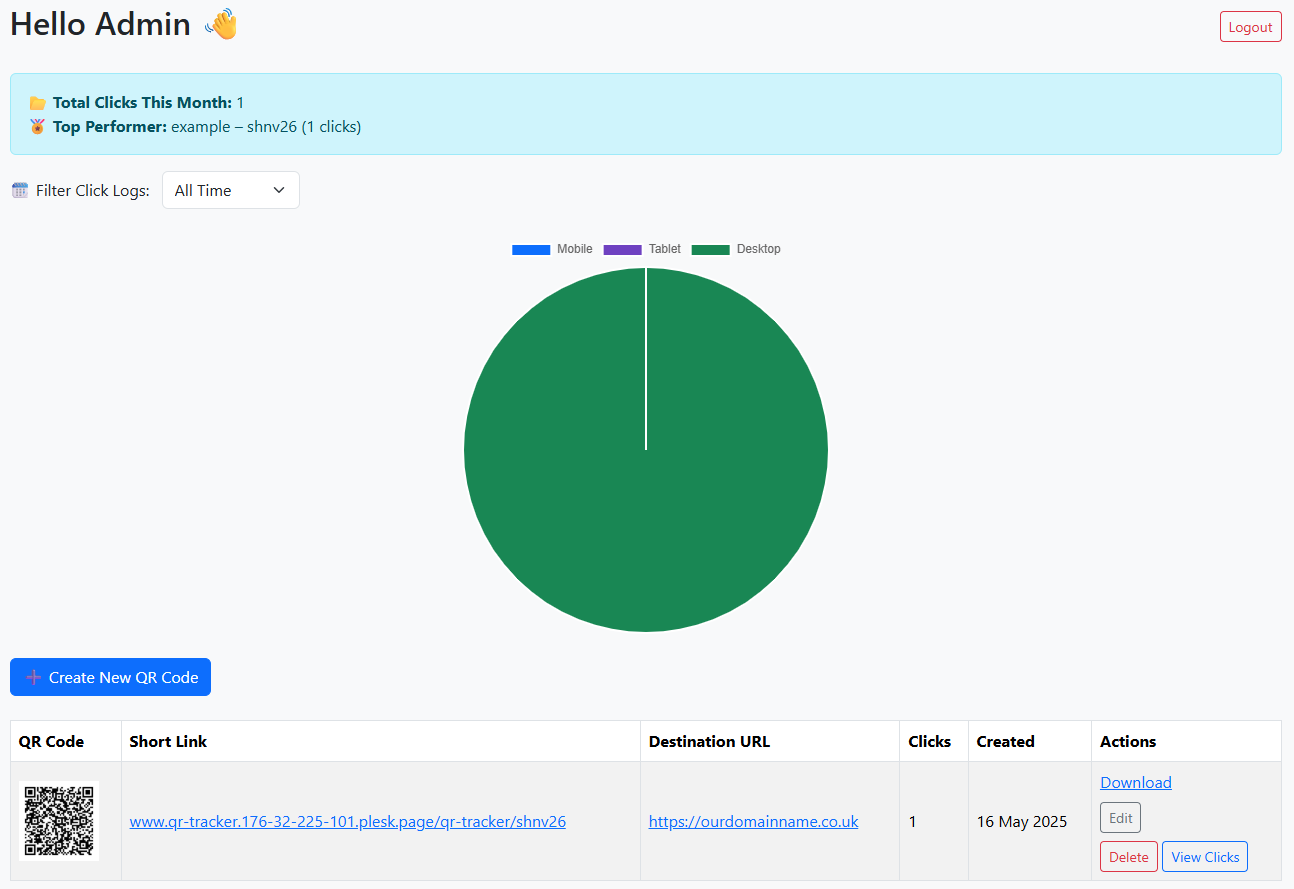 Hello Admin 👋
Logout
📂 Total Clicks This Month: 1
🏅 Top Performer: example – shnv26 (1 clicks)
📅 Filter Click Logs: All Time
Mobile Tablet Desktop
➕ Create New QR Code
QR Code Short Link Destination URL Clicks Created Actions
www.qr-tracker.176-32-225-101.plesk.page/qr-tracker/shnv26 https://ourdomainname.co.uk 1 16 May 2025
Download
Edit
Delete View Clicks